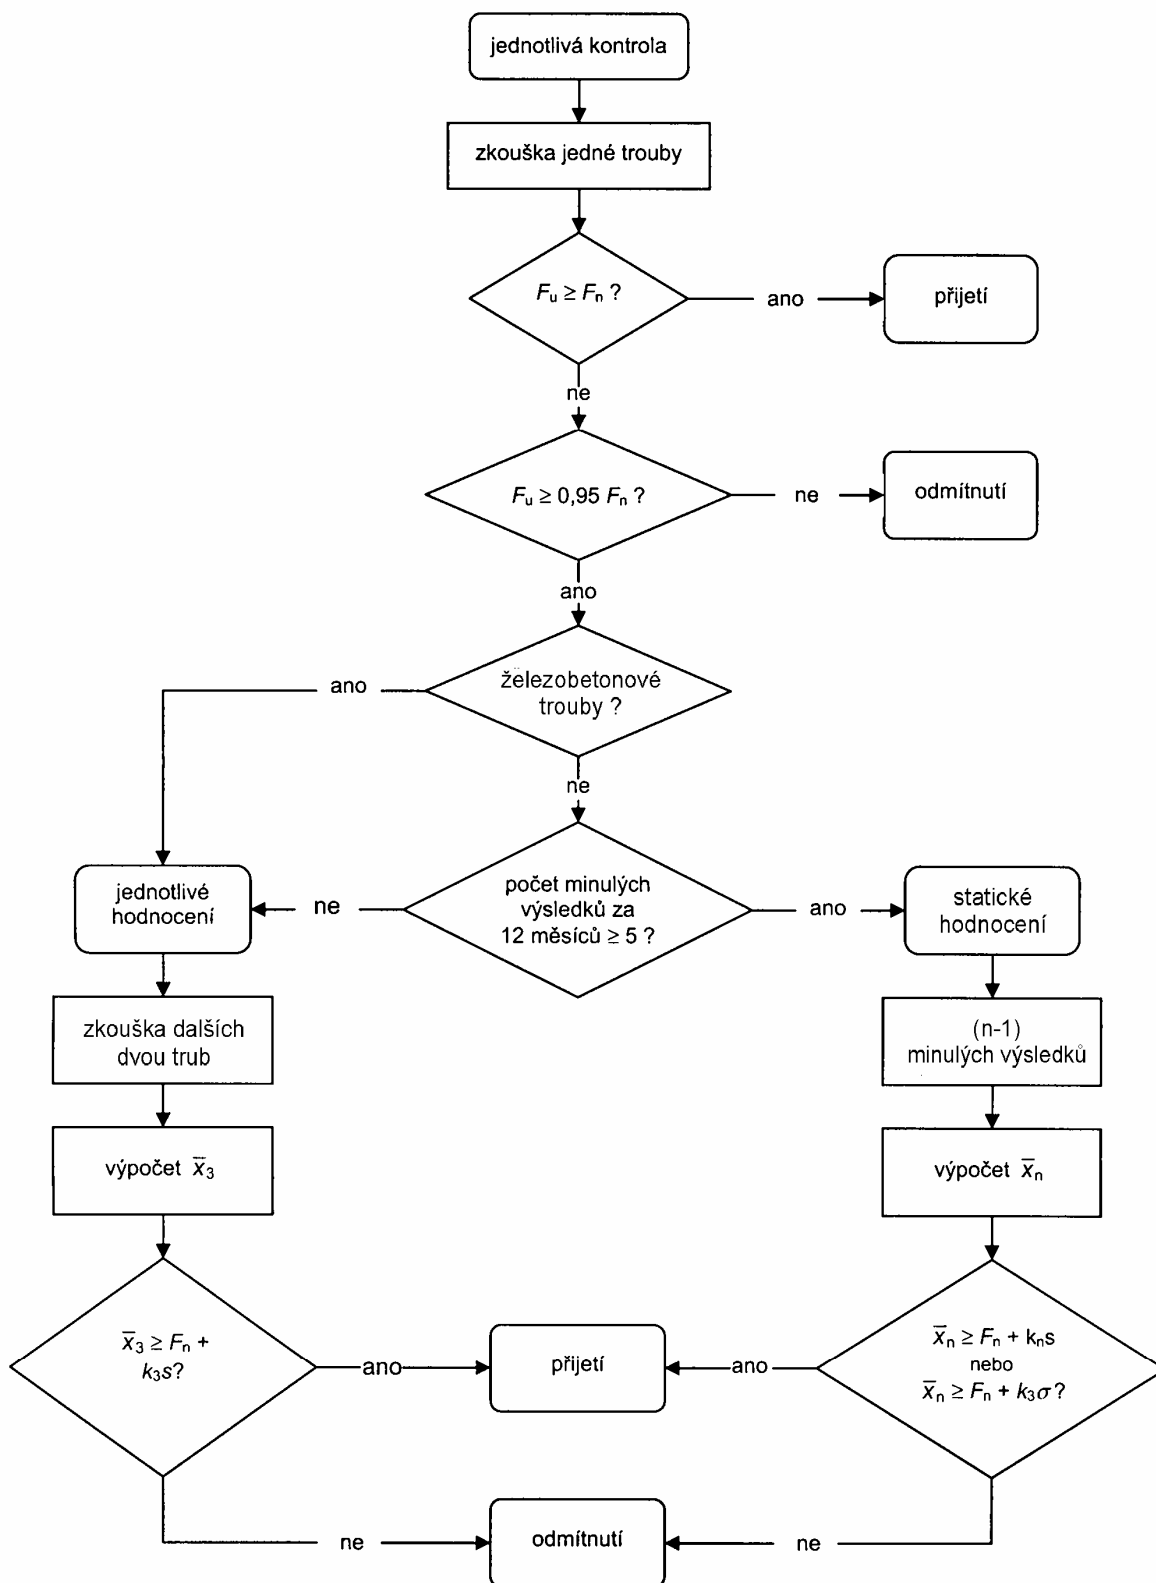 jednotlivá kontrola
zkouška jedné trouby
Fu ≥ Fn ?
ano
přijetí
ne
Fu ≥ 0,95 Fn ?
ne
odmítnutí
ano
železobetonové
trouby ?
ano
ne
jednotlivé
hodnocení
ne
počet minulých
výsledků za
12 měsíců ≥ 5 ?
ano
statické
hodnocení
zkouška dalších
dvou trub
(n-1)
minulých výsledků
výpočet x̅3
výpočet x̅n
x̅3 ≥ Fn +
k3s?
ano
přijetí
ano
x̅n ≥ Fn + kns
nebo
x̅n ≥ Fn + k3σ ?
ne
odmítnutí
ne